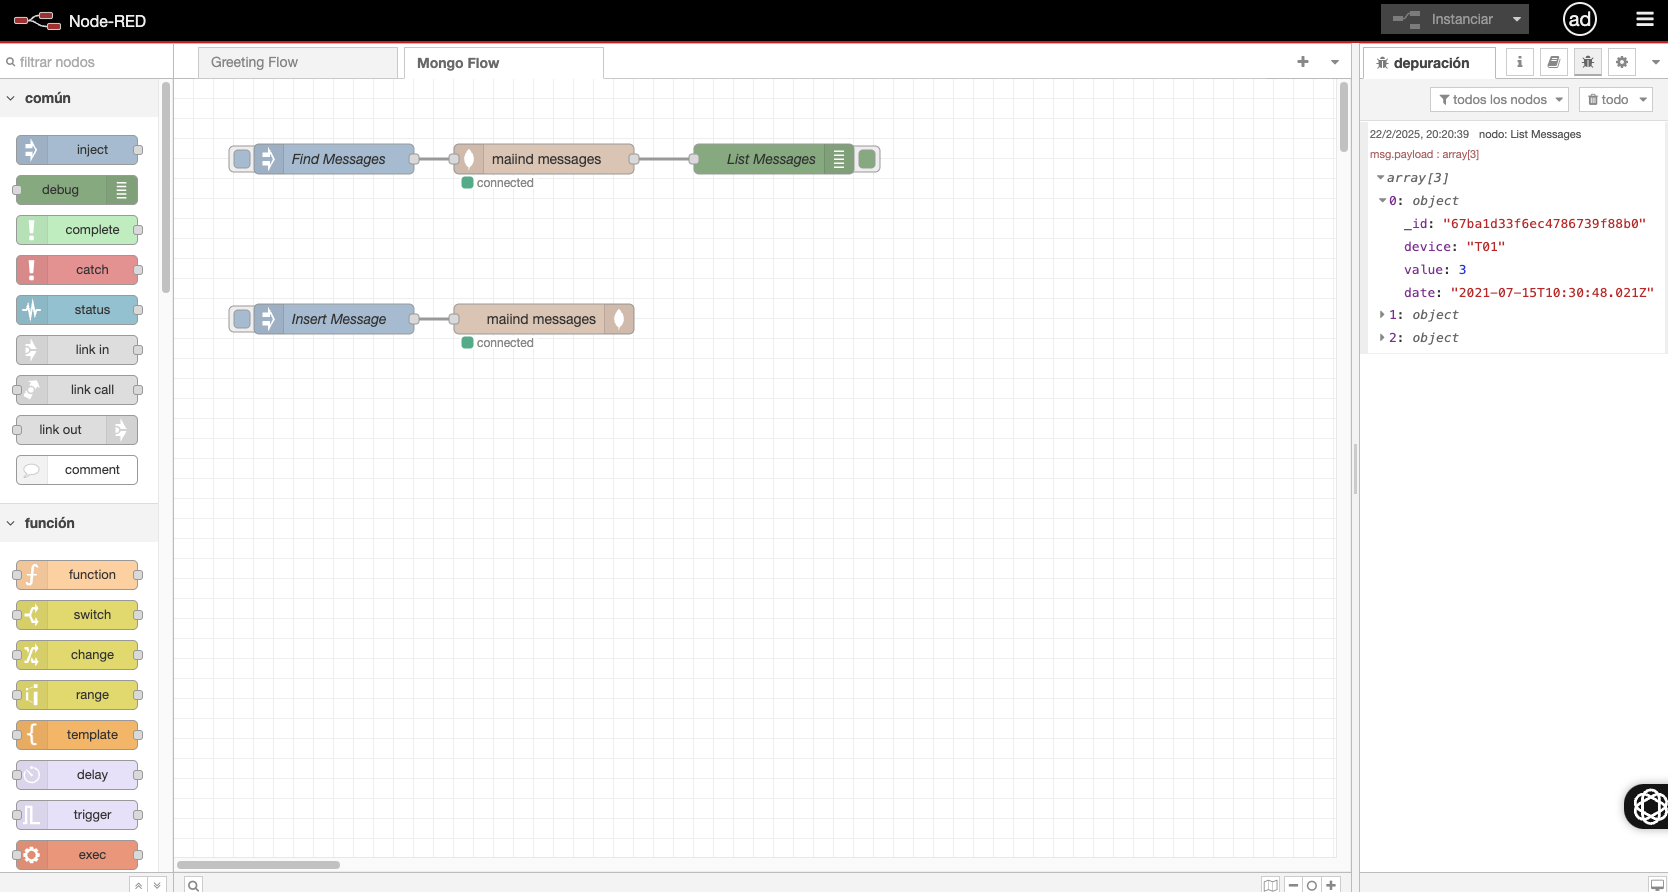 Node-RED
Instanciar
ad
filtrar nodos
Greeting Flow
Mongo Flow
depuración
i
común
todos los nodos
todo
inject
debug
complete
catch
status
link in
link call
link out
comment
función
function
switch
change
range
template
delay
trigger
exec
Find Messages
maiind messages
connected
List Messages
Insert Message
maiind messages
connected
22/2/2025, 20:20:39 nodo: List Messages
msg.payload : array[3]
array[3]
0: object
_id: "67ba1d33f6ec4786739f88b0"
device: "T01"
value: 3
date: "2021-07-15T10:30:48.021Z"
1: object
2: object